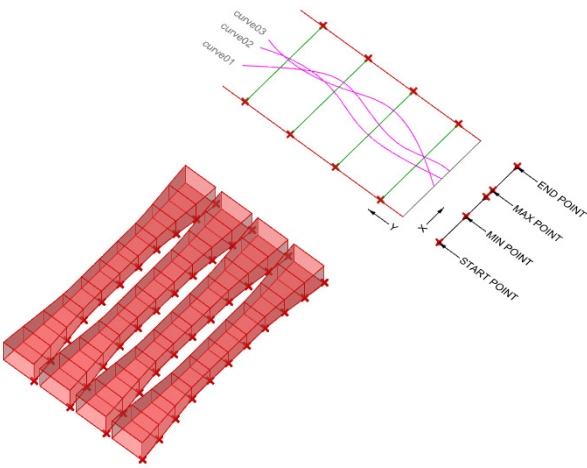 curve03
curve02
curve01
END POINT
MAX POINT
X
Y
MIN POINT
START POINT